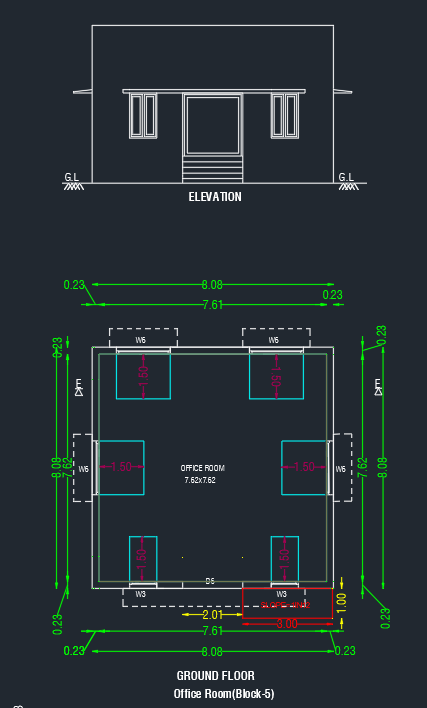 G.L
G.L
ELEVATION
0.23
8.08
0.23
7.61
0.23
0.23
W6
W6
1.50
1.50
E
E
W6
1.50
OFFICE ROOM
7.62x7.62
1.50
W6
8.08
7.62
7.62
8.08
1.50
1.50
D5
W3
W3
1.00
2.01
3.00
0.23
0.23
7.61
0.23
0.23
8.08
GROUND FLOOR
Office Room(Block-5)